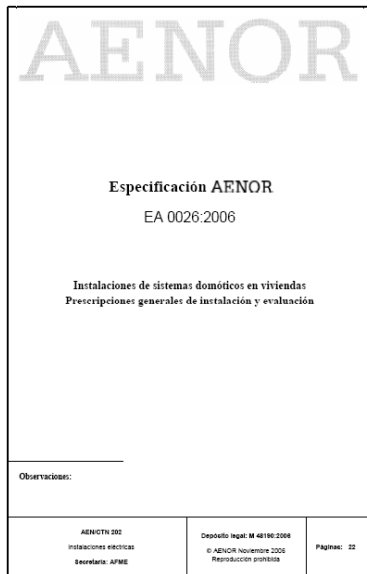 AENOR
Especificación AENOR
EA 0026:2006
Instalaciones de sistemas domóticos en viviendas
Prescripciones generales de instalación y evaluación
Observaciones:
AEN/CTN 202
Instalaciones eléctricas
Secretaría: AFME
Depósito legal: M 48190:2006
© AENOR Noviembre 2006
Reproducción prohibida
Páginas: 22